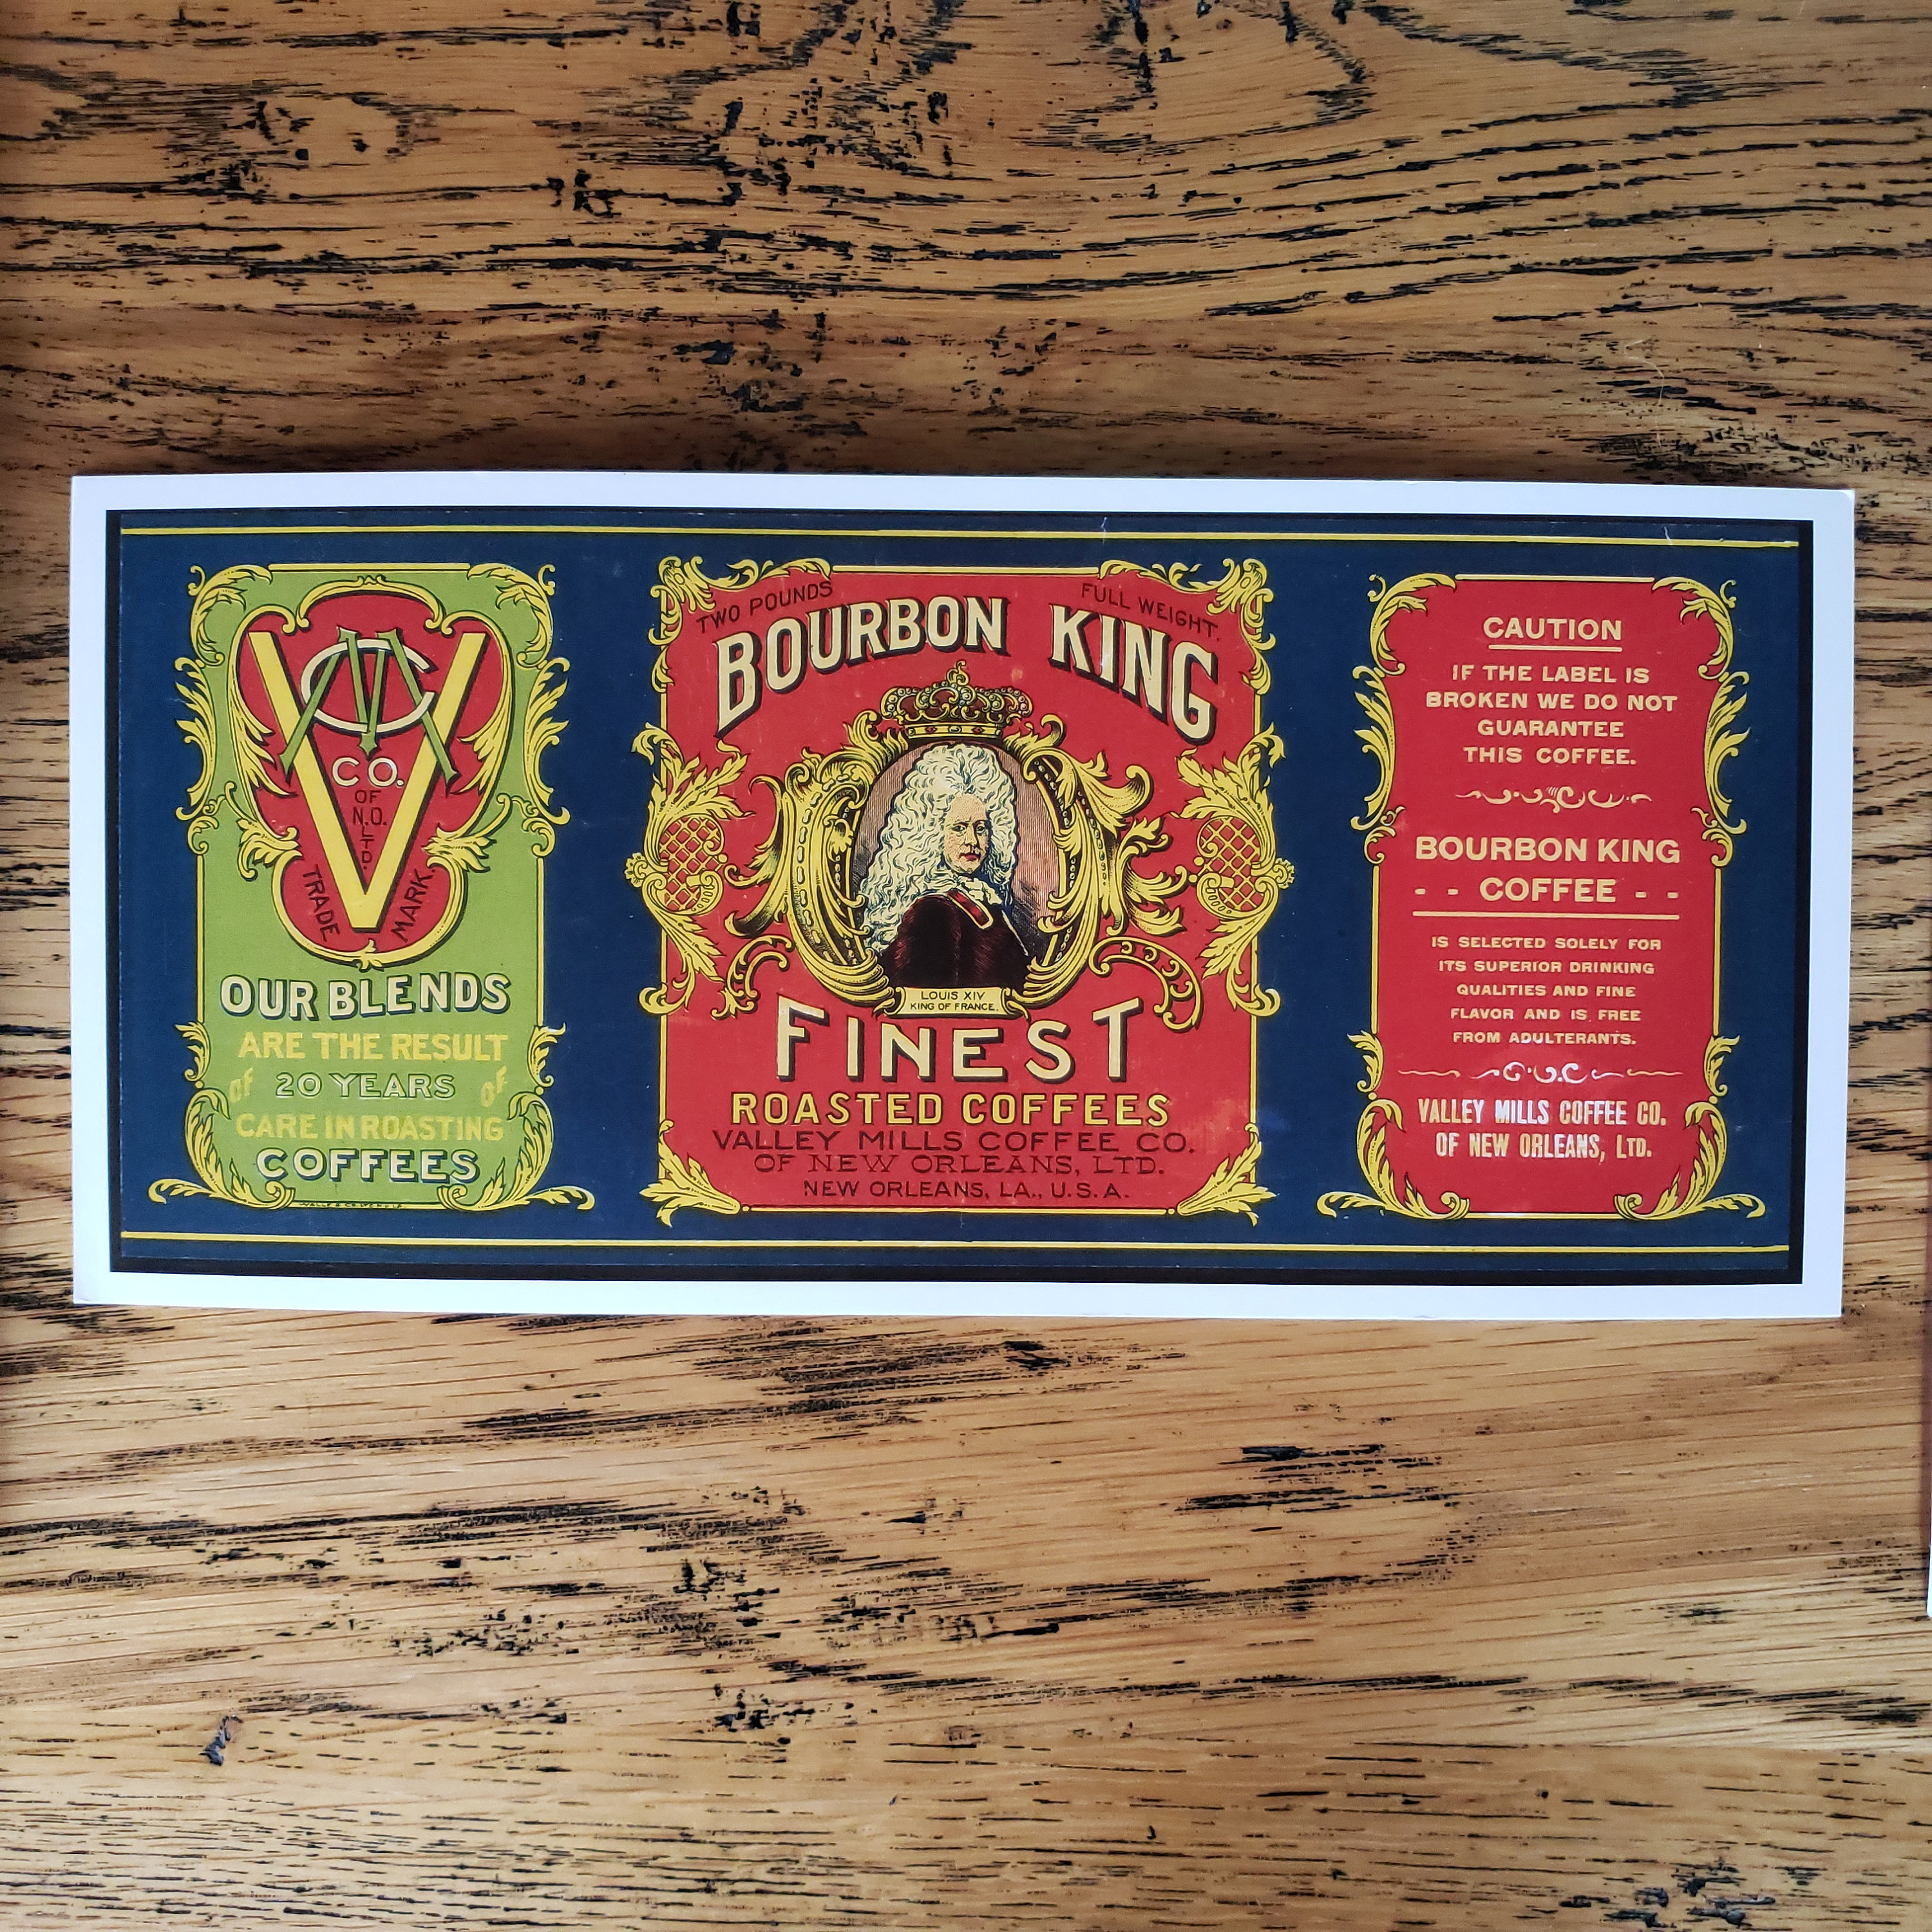 VMC
CO.
OF
N.O.
LTD.
TRADE MARK.
OUR BLENDS
ARE THE RESULT
OF 20 YEARS OF
CARE IN ROASTING
COFFEES
TWO POUNDS FULL WEIGHT.
BOURBON KING
LOUIS XIV
KING OF FRANCE.
FINEST
ROASTED COFFEES
VALLEY MILLS COFFEE CO.
OF NEW ORLEANS, LTD.
NEW ORLEANS, LA., U.S.A.
CAUTION
IF THE LABEL IS
BROKEN WE DO NOT
GUARANTEE
THIS COFFEE.
BOURBON KING
- - COFFEE - -
IS SELECTED SOLELY FOR
ITS SUPERIOR DRINKING
QUALITIES AND FINE
FLAVOR AND IS FREE
FROM ADULTERANTS.
VALLEY MILLS COFFEE CO.
OF NEW ORLEANS, LTD.